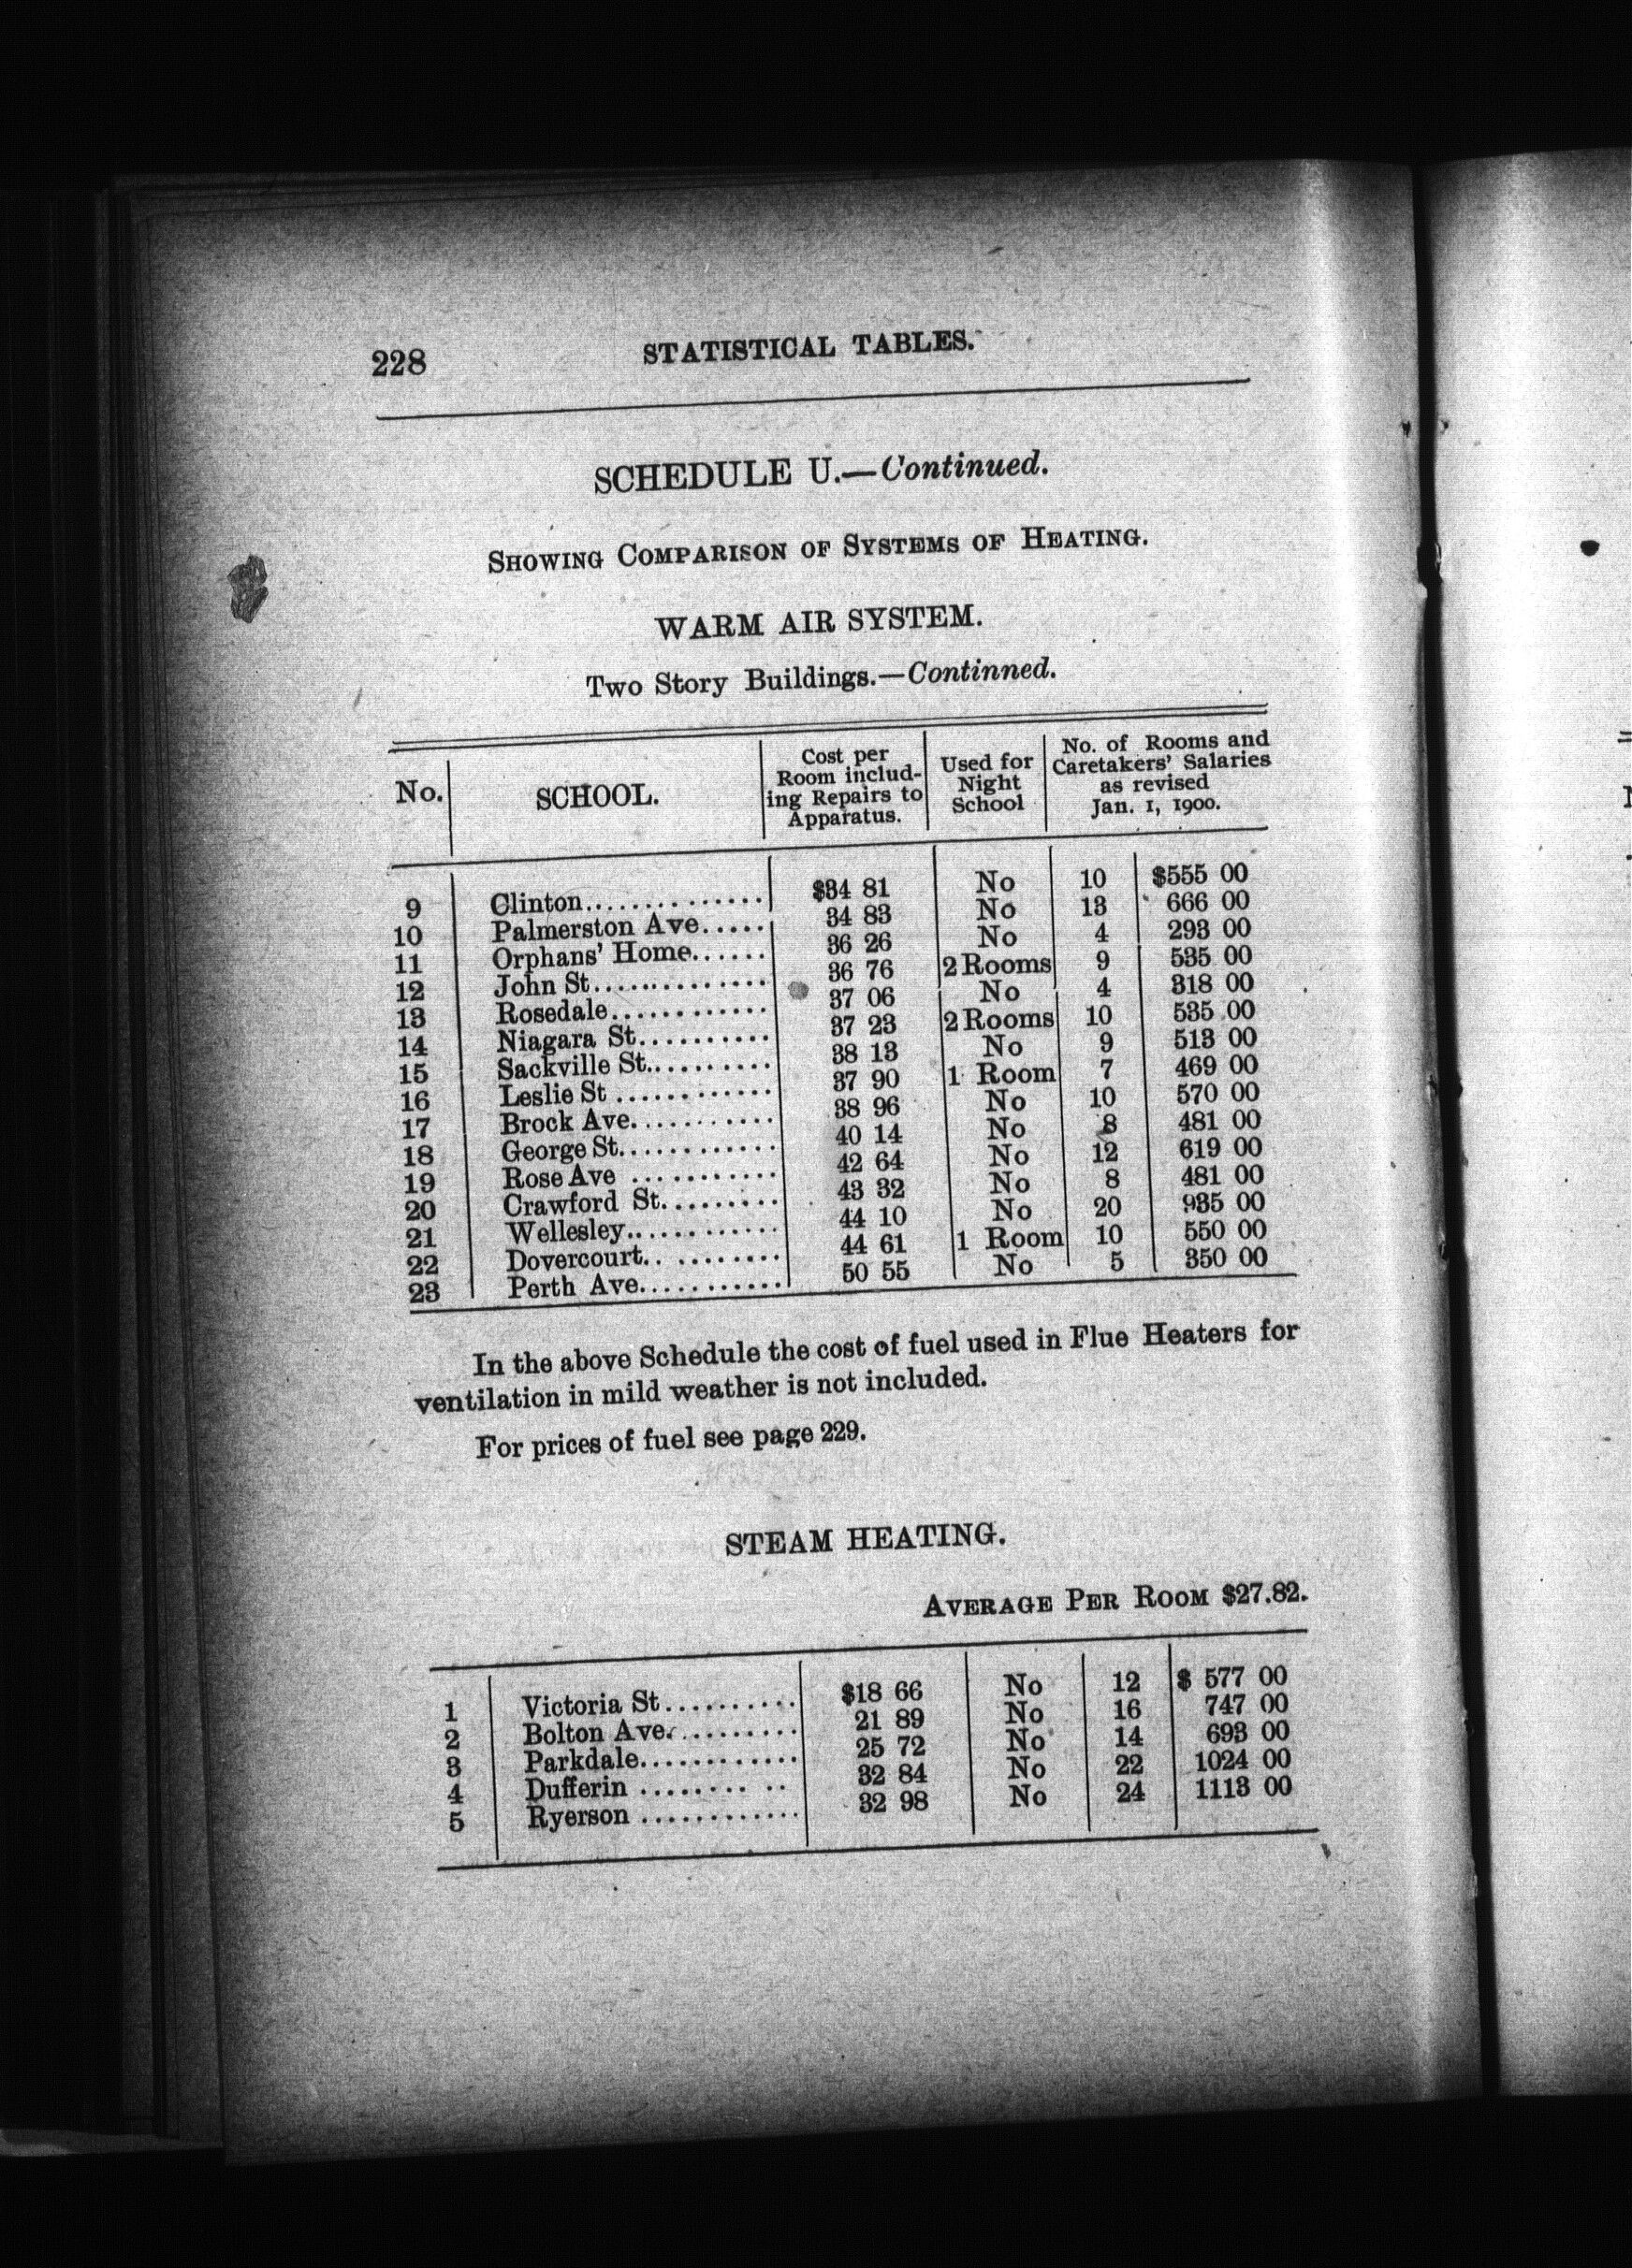 228 STATISTICAL TABLES.
SCHEDULE U.—Continued.
SHOWING COMPARISON OF SYSTEMS OF HEATING.
WARM AIR SYSTEM.
Two Story Buildings.—Continned.
No. SCHOOL. Cost per Room includ-ing Repairs to Apparatus. Used for Night School No. of Rooms and Caretakers' Salaries as revised Jan. 1, 1900.
9 Clinton.............. $34 81 No 10 $555 00
10 Palmerston Ave..... 34 83 No 13 666 00
11 Orphans' Home...... 36 26 No 4 293 00
12 John St.............. 36 76 2 Rooms 9 535 00
13 Rosedale............ 37 06 No 4 318 00
14 Niagara St.......... 37 23 2 Rooms 10 535 00
15 Sackville St.......... 38 13 No 9 513 00
16 Leslie St ............ 37 90 1 Room 7 469 00
17 Brock Ave........... 38 96 No 10 570 00
18 George St............ 40 14 No 8 481 00
19 Rose Ave ........... 42 64 No 12 619 00
20 Crawford St......... 43 32 No 8 481 00
21 Wellesley............ 44 10 No 20 935 00
22 Dovercourt.. ........ 44 61 1 Room 10 550 00
23 Perth Ave........... 50 55 No 5 350 00
In the above Schedule the cost of fuel used in Flue Heaters for
ventilation in mild weather is not included.
For prices of fuel see page 229.
STEAM HEATING.
AVERAGE PER ROOM $27.82.
1 Victoria St.......... $18 66 No 12 $ 577 00
2 Bolton Ave.......... 21 89 No 16 747 00
3 Parkdale............ 25 72 No 14 693 00
4 Dufferin ........ .. 32 84 No 22 1024 00
5 Ryerson ............ 32 98 No 24 1113 00